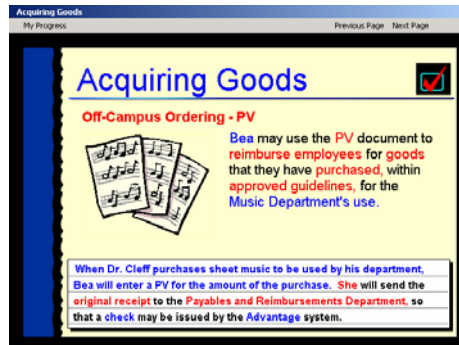 Acquiring Goods
My Progress Previous Page Next Page
Acquiring Goods
Off-Campus Ordering - PV
Bea may use the PV document to
reimburse employees for goods
that they have purchased, within
approved guidelines, for the
Music Department's use.
When Dr. Cleff purchases sheet music to be used by his department,
Bea will enter a PV for the amount of the purchase. She will send the
original receipt to the Payables and Reimbursements Department, so
that a check may be issued by the Advantage system.